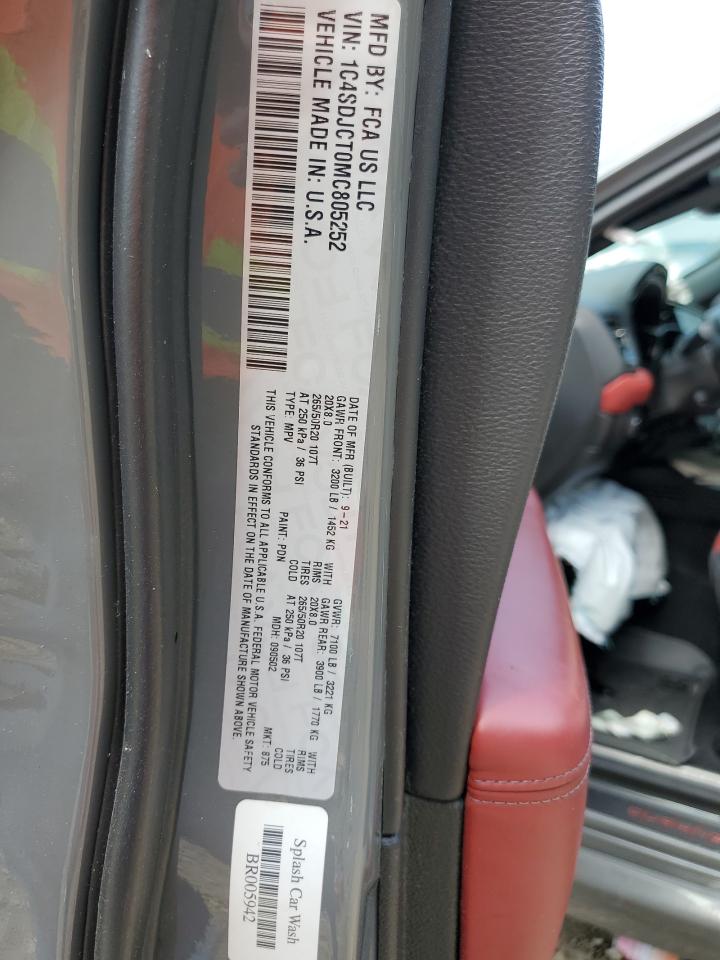 MFD BY: FCA US LLC
VIN: 1C4SDJCT0MC805252
VEHICLE MADE IN: U.S.A.
DATE OF MFR (BUILT): 9-21
GVWR: 7100 LB / 3221 KG
GAWR FRONT: 3200 LB / 1452 KG WITH
GAWR REAR: 3900 LB / 1770 KG WITH
20X8.0 RIMS
20X8.0 RIMS
265/50R20 107T TIRES
265/50R20 107T TIRES
AT 250 kPa / 36 PSI COLD
AT 250 kPa / 36 PSI COLD
TYPE: MPV
PAINT: PDN
MDH: 090502
MKT: 875
THIS VEHICLE CONFORMS TO ALL APPLICABLE U.S.A. FEDERAL MOTOR VEHICLE SAFETY
STANDARDS IN EFFECT ON THE DATE OF MANUFACTURE SHOWN ABOVE.
Splash Car Wash
BR005942